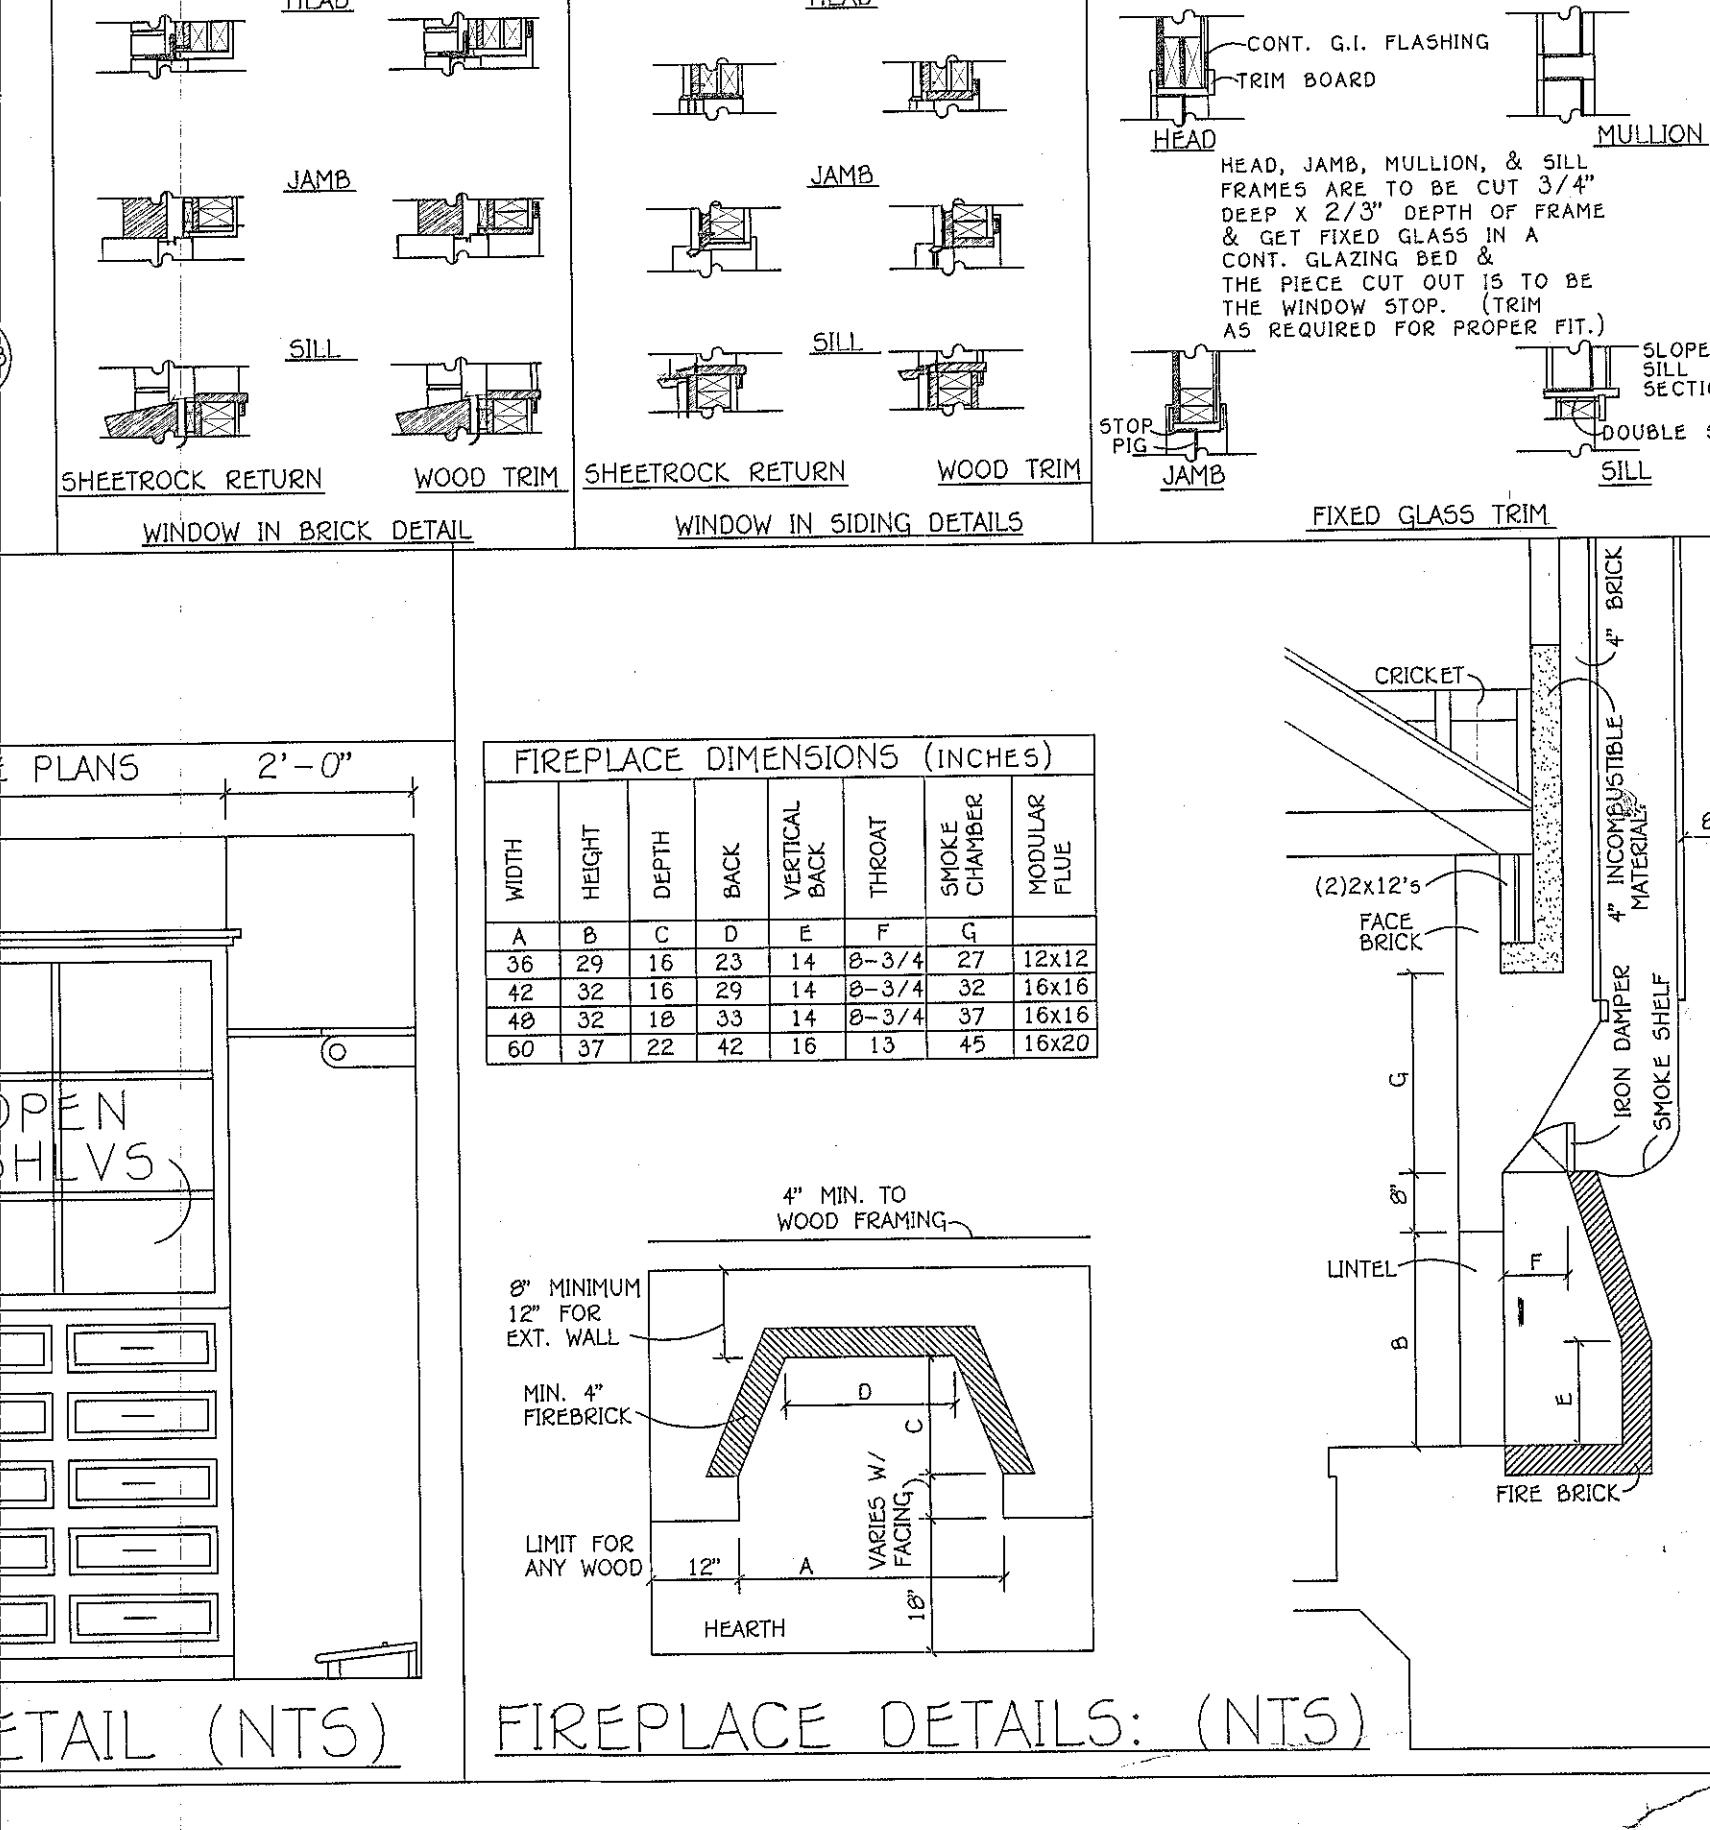 HEAD
JAMB
SILL
SHEETROCK RETURN
WOOD TRIM
WINDOW IN BRICK DETAIL
HEAD
JAMB
SILL
SHEETROCK RETURN
WOOD TRIM
WINDOW IN SIDING DETAILS
CONT. G.I. FLASHING
TRIM BOARD
HEAD
MULLION
HEAD, JAMB, MULLION, & SILL
FRAMES ARE TO BE CUT 3/4"
DEEP X 2/3" DEPTH OF FRAME
& GET FIXED GLASS IN A
CONT. GLAZING BED &
THE PIECE CUT OUT IS TO BE
THE WINDOW STOP. (TRIM
AS REQUIRED FOR PROPER FIT.)
STOP
PIG
JAMB
SLOPE
SILL
SECTI
DOUBLE S
SILL
FIXED GLASS TRIM
E PLANS
2'-0"
OPEN
SHLVS
ETAIL (NTS)
FIREPLACE DIMENSIONS (INCHES)
WIDTH HEIGHT DEPTH BACK VERTICAL BACK THROAT SMOKE CHAMBER MODULAR FLUE
A B C D E F G
36 29 16 23 14 8-3/4 27 12x12
42 32 16 29 14 8-3/4 32 16x16
48 32 18 33 14 8-3/4 37 16x16
60 37 22 42 16 13 45 16x20
4" MIN. TO
WOOD FRAMING
8" MINIMUM
12" FOR
EXT. WALL
MIN. 4"
FIREBRICK
D
C
VARIES W/
FACING
LIMIT FOR
ANY WOOD
12"
A
18"
HEARTH
FIREPLACE DETAILS: (NTS)
CRICKET
4" BRICK
4" INCOMBUSTIBLE
MATERIAL
8
(2)2x12's
FACE
BRICK
IRON DAMPER
SMOKE SHELF
G
8"
LINTEL
F
B
E
FIRE BRICK